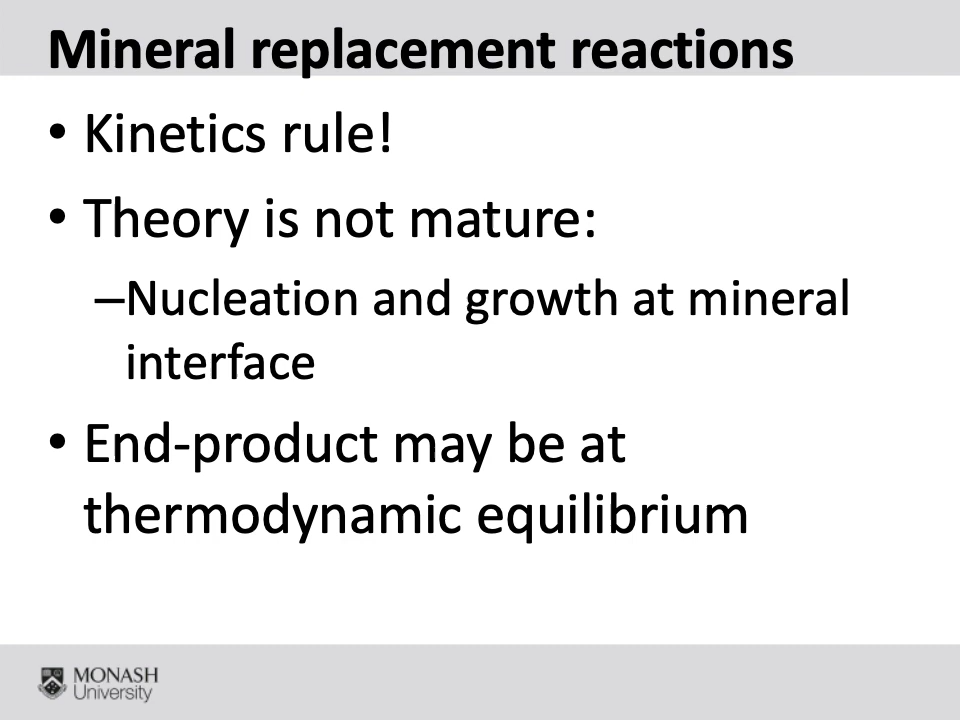 Mineral replacement reactions
• Kinetics rule!
• Theory is not mature:
–Nucleation and growth at mineral
interface
• End-product may be at
thermodynamic equilibrium
MONASH
University